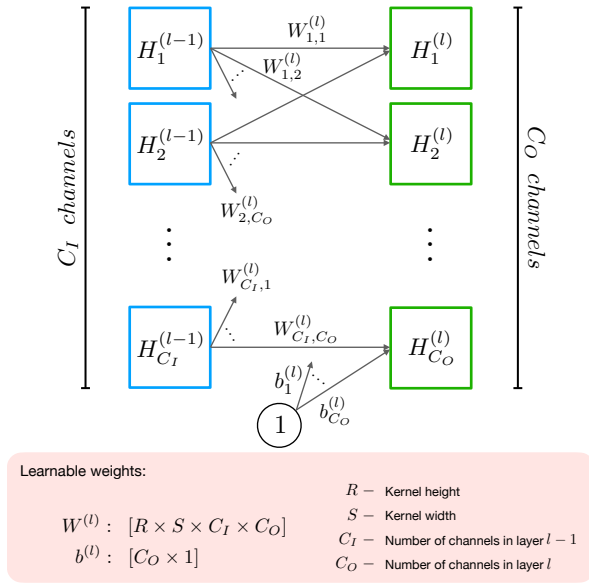 C_I channels
H_1^{(l-1)}
W_{1,1}^{(l)}
H_1^{(l)}
W_{1,2}^{(l)}
H_2^{(l-1)}
H_2^{(l)}
W_{2,C_O}^{(l)}
C_O channels
W_{C_I,1}^{(l)}
H_{C_I}^{(l-1)}
W_{C_I,C_O}^{(l)}
H_{C_O}^{(l)}
b_1^{(l)}
b_{C_O}^{(l)}
1
Learnable weights:
W^{(l)} : [R × S × C_I × C_O]
b^{(l)} : [C_O × 1]
R – Kernel height
S – Kernel width
C_I – Number of channels in layer l − 1
C_O – Number of channels in layer l